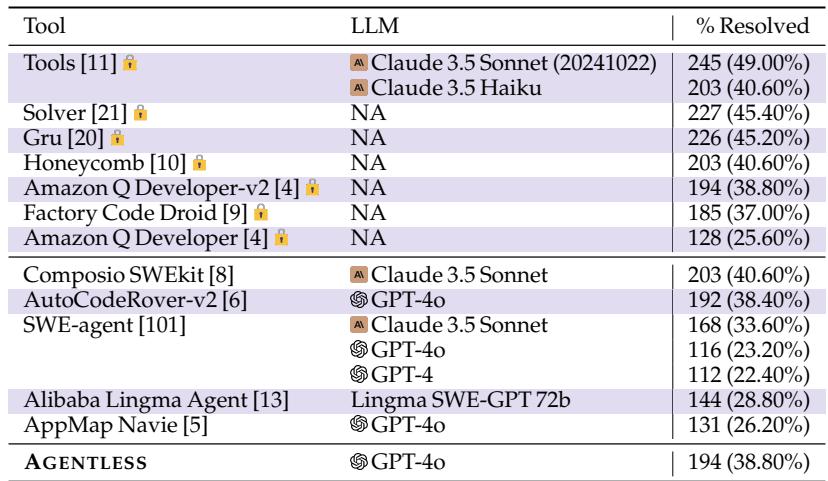 Tool LLM % Resolved
Tools [11] Claude 3.5 Sonnet (20241022) 245 (49.00%)
Claude 3.5 Haiku 203 (40.60%)
Solver [21] NA 227 (45.40%)
Gru [20] NA 226 (45.20%)
Honeycomb [10] NA 203 (40.60%)
Amazon Q Developer-v2 [4] NA 194 (38.80%)
Factory Code Droid [9] NA 185 (37.00%)
Amazon Q Developer [4] NA 128 (25.60%)
Composio SWEkit [8] Claude 3.5 Sonnet 203 (40.60%)
AutoCodeRover-v2 [6] GPT-4o 192 (38.40%)
SWE-agent [101] Claude 3.5 Sonnet 168 (33.60%)
GPT-4o 116 (23.20%)
GPT-4 112 (22.40%)
Alibaba Lingma Agent [13] Lingma SWE-GPT 72b 144 (28.80%)
AppMap Navie [5] GPT-4o 131 (26.20%)
AGENTLESS GPT-4o 194 (38.80%)